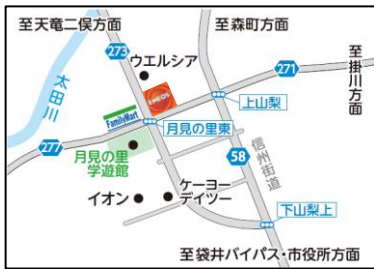 至天竜二俣方面
至森町方面
273
ウエルシア
至掛川方面
271
太田川
ENEOS
FamilyMart
上山梨
月見の里東
277
月見の里
学遊館
58
信州街道
イオン
ケーヨー
デイツー
下山梨上
至袋井バイパス・市役所方面